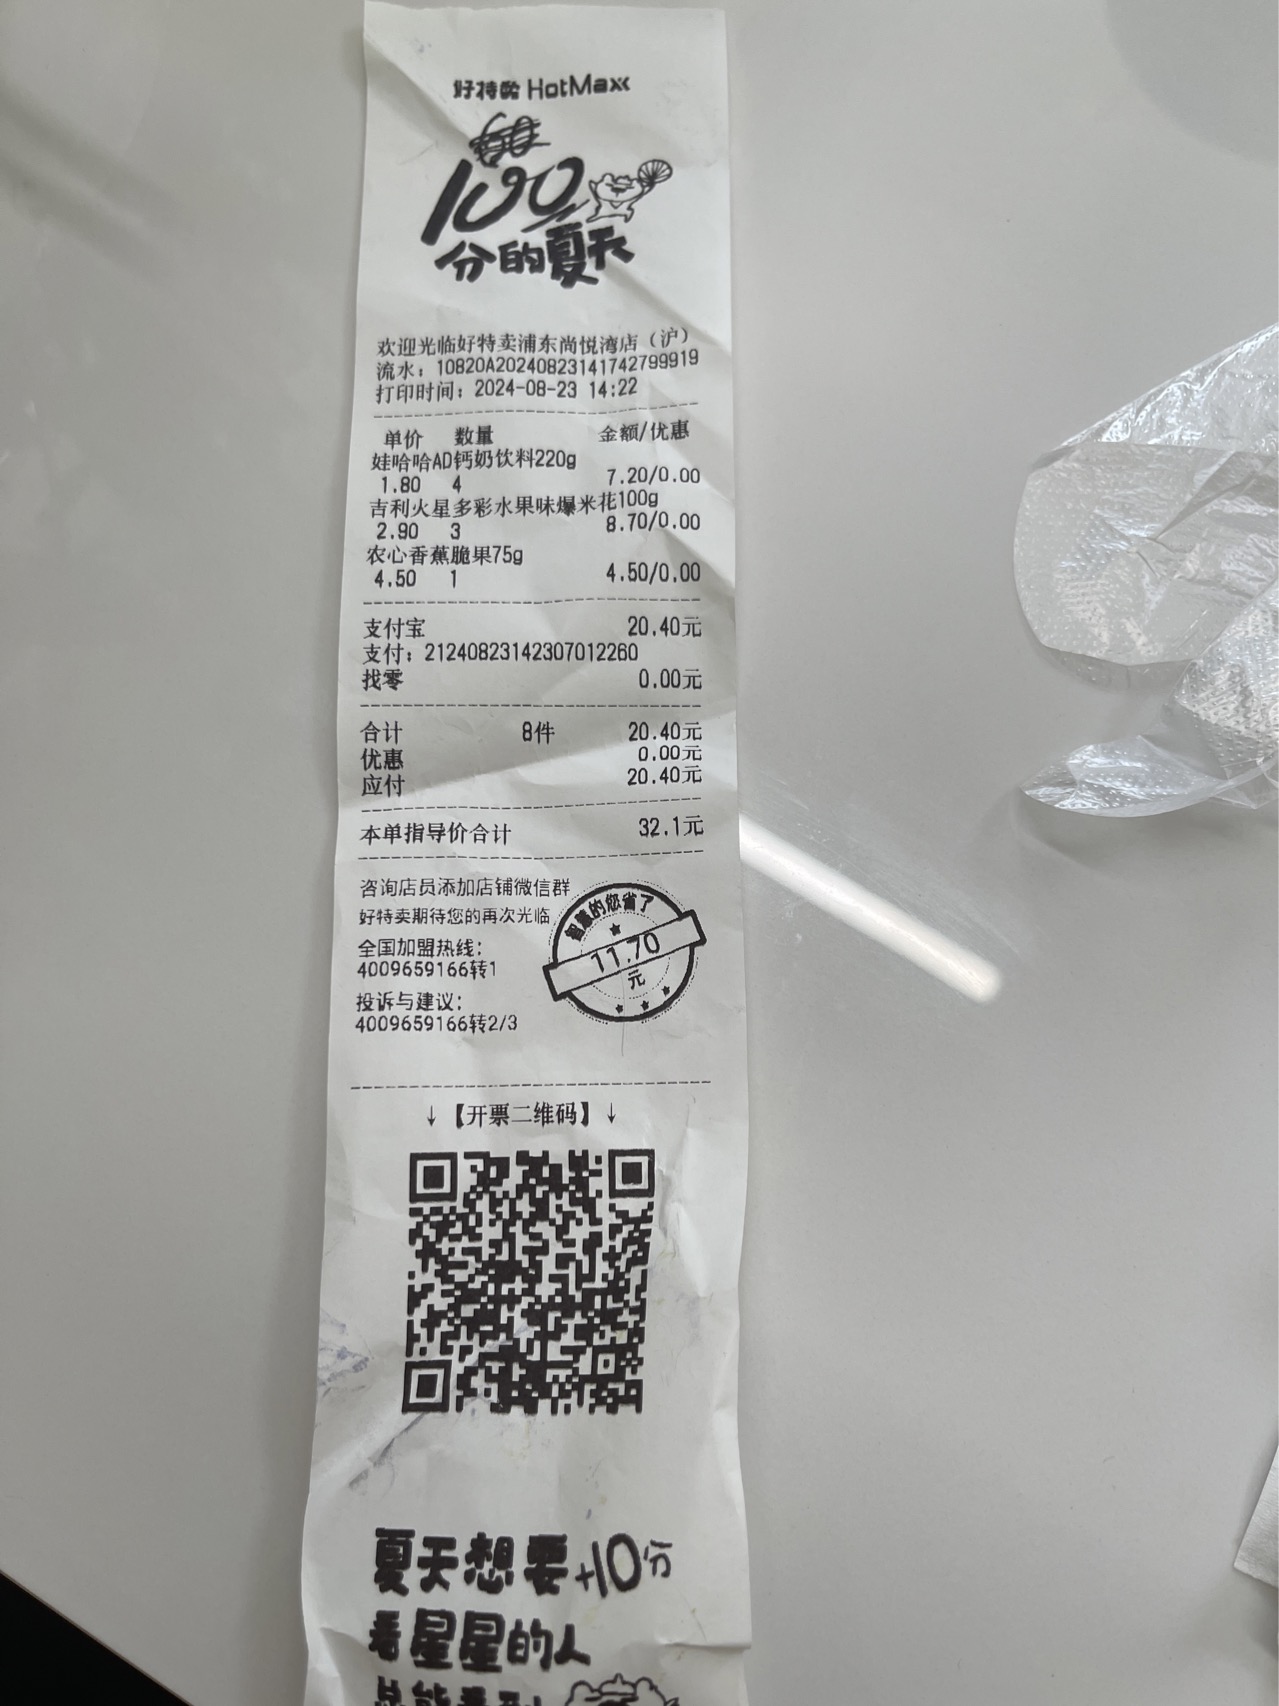 好特卖 HotMaxx
60
100
分的夏天
欢迎光临好特卖浦东尚悦湾店（沪）
流水：10820A20240823141742799919
打印时间：2024-08-23 14:22
单价 数量 金额/优惠
娃哈哈AD钙奶饮料220g
1.80 4 7.20/0.00
吉利火星多彩水果味爆米花100g
2.90 3 8.70/0.00
农心香蕉脆果75g
4.50 1 4.50/0.00
支付宝 20.40元
支付：21240823142307012260
找零 0.00元
合计 8件 20.40元
优惠 0.00元
应付 20.40元
本单指导价合计 32.1元
咨询店员添加店铺微信群
好特卖期待您的再次光临
全国加盟热线：
4009659166转1
投诉与建议：
4009659166转2/3
智慧的您省了
11.70
元
↓【开票二维码】↓
夏天想要+10分
看星星的人
总能看到